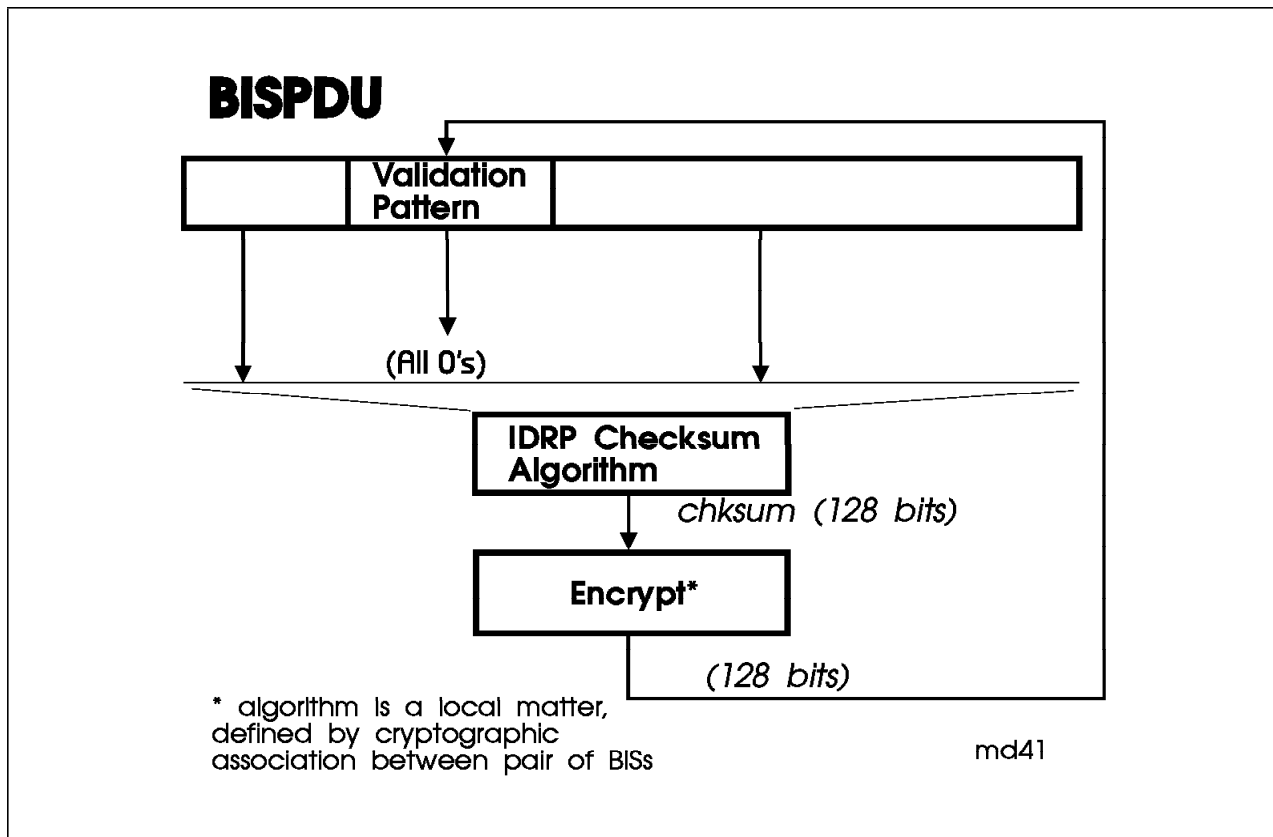 BISPDU
Validation
Pattern
(All 0's)
IDRP Checksum
Algorithm
chksum (128 bits)
Encrypt*
(128 bits)
* algorithm is a local matter,
defined by cryptographic
association between pair of BISs
md41